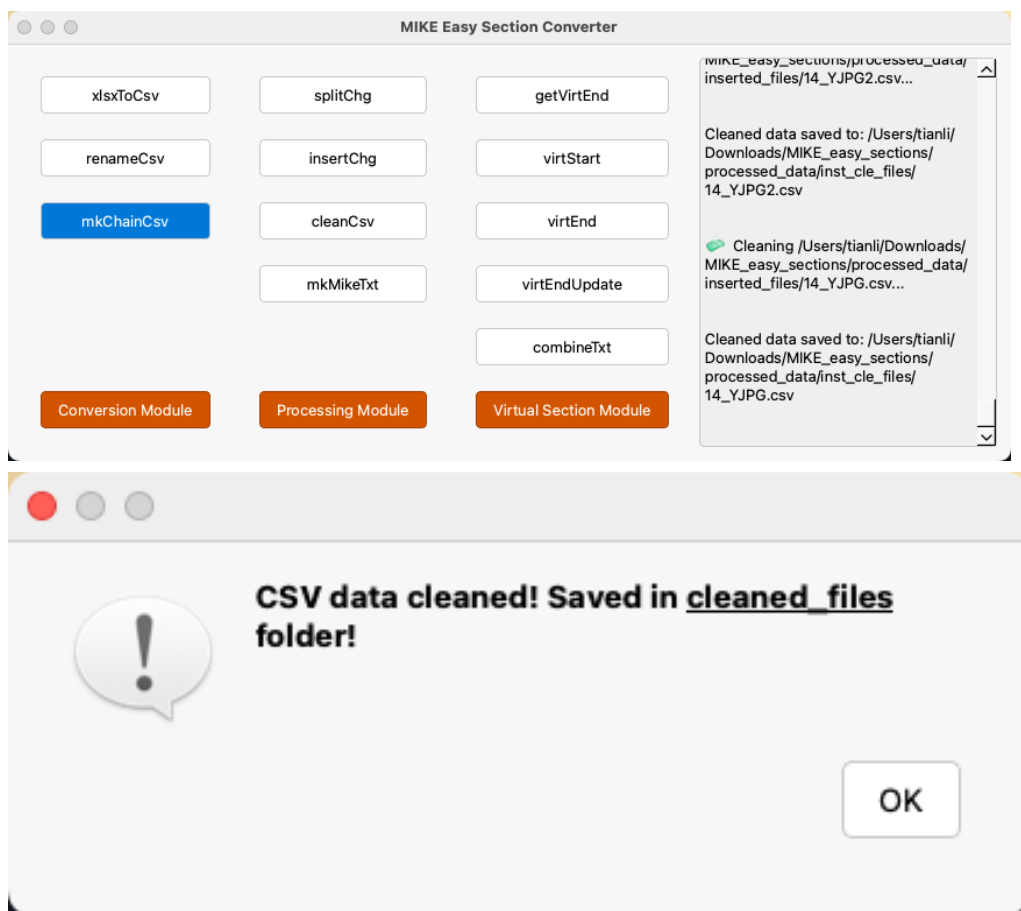 MIKE Easy Section Converter
xlsxToCsv
splitChg
getVirtEnd
renameCsv
insertChg
virtStart
mkChainCsv
cleanCsv
virtEnd
mkMikeTxt
virtEndUpdate
combineTxt
Conversion Module
Processing Module
Virtual Section Module
MIKE_easy_sections/processed_data/
inserted_files/14_YJPG2.csv...
Cleaned data saved to: /Users/tianli/
Downloads/MIKE_easy_sections/
processed_data/inst_cle_files/
14_YJPG2.csv
Cleaning /Users/tianli/Downloads/
MIKE_easy_sections/processed_data/
inserted_files/14_YJPG.csv...
Cleaned data saved to: /Users/tianli/
Downloads/MIKE_easy_sections/
processed_data/inst_cle_files/
14_YJPG.csv
CSV data cleaned! Saved in cleaned_files
folder!
OK